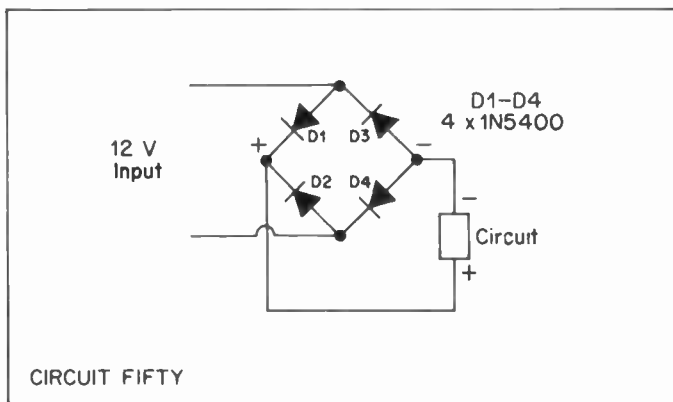 D1-D4
4 x 1N5400
D1
D3
+
-
12 V
Input
D2
D4
-
Circuit
+
CIRCUIT FIFTY